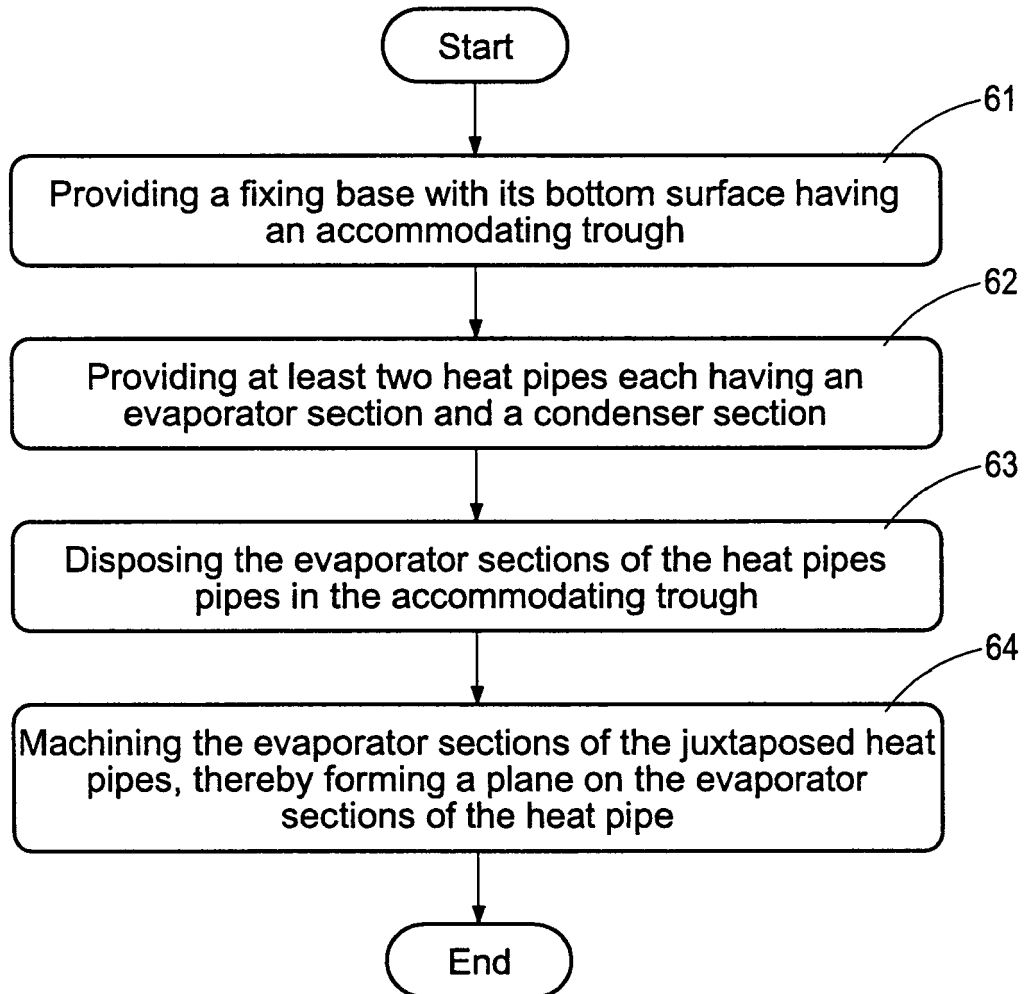 Start
61
Providing a fixing base with its bottom surface having
an accommodating trough
62
Providing at least two heat pipes each having an
evaporator section and a condenser section
63
Disposing the evaporator sections of the heat pipes
pipes in the accommodating trough
64
Machining the evaporator sections of the juxtaposed heat
pipes, thereby forming a plane on the evaporator
sections of the heat pipe
End